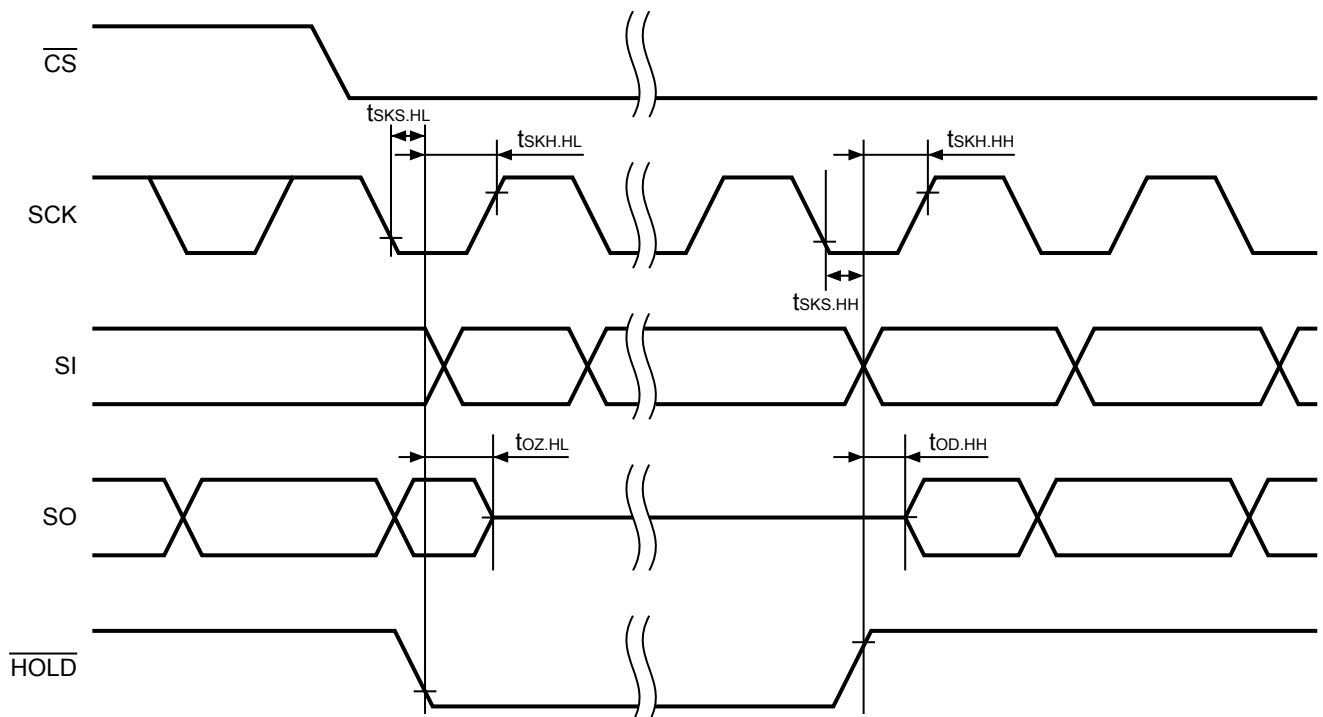 CS
tSKS.HL
tSKH.HL
tSKH.HH
SCK
tSKS.HH
SI
tOZ.HL
tOD.HH
SO
HOLD